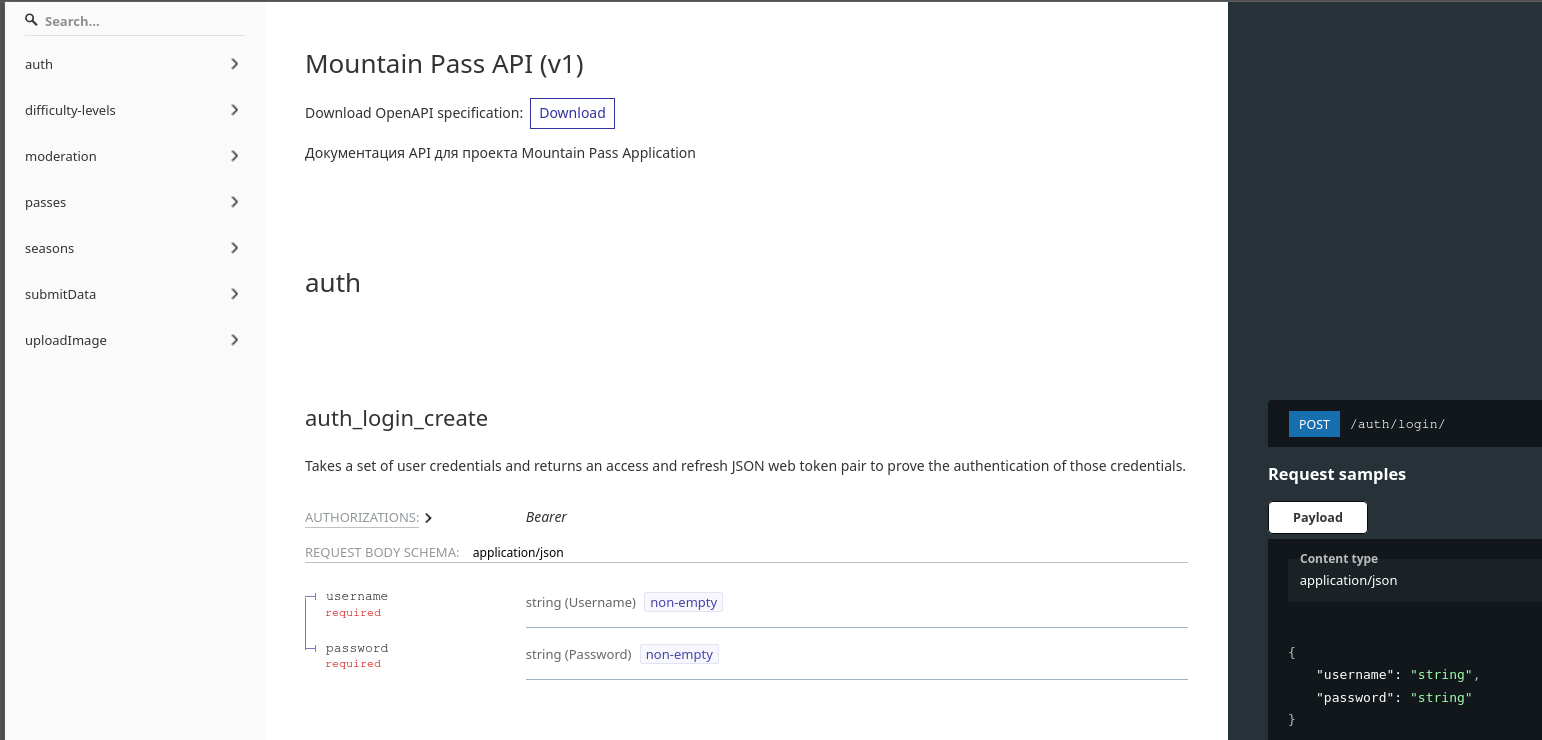 Search...
auth
difficulty-levels
moderation
passes
seasons
submitData
uploadImage
Mountain Pass API (v1)
Download OpenAPI specification: Download
Документация API для проекта Mountain Pass Application
auth
auth_login_create
Takes a set of user credentials and returns an access and refresh JSON web token pair to prove the authentication of those credentials.
AUTHORIZATIONS: Bearer
REQUEST BODY SCHEMA: application/json
username string (Username) non-empty
required
password string (Password) non-empty
required
POST /auth/login/
Request samples
Payload
Content type
application/json
{
"username": "string",
"password": "string"
}